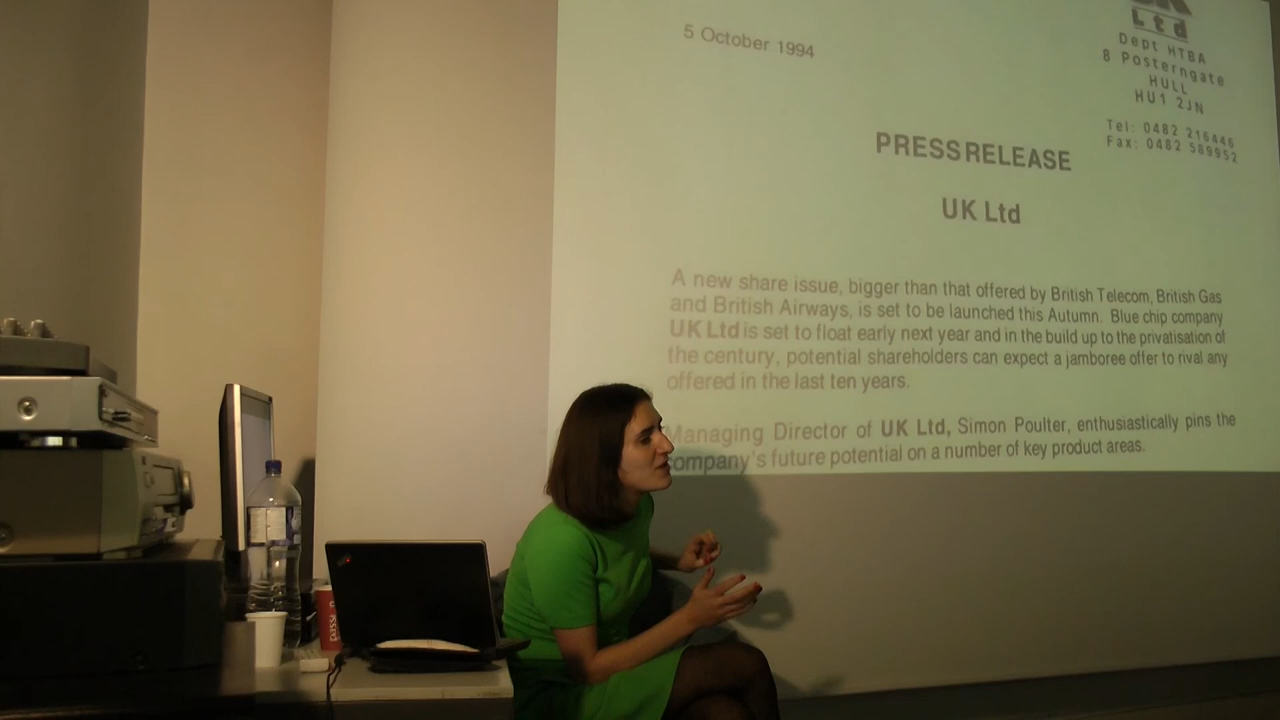 5 October 1994
Ltd
Dept HTBA
8 Posterngate
HULL
HU1 2JN
Tel: 0482 216446
Fax: 0482 589952
PRESS RELEASE
UK Ltd
A new share issue, bigger than that offered by British Telecom, British Gas
and British Airways, is set to be launched this Autumn. Blue chip company
UK Ltd is set to float early next year and in the build up to the privatisation of
the century, potential shareholders can expect a jamboree offer to rival any
offered in the last ten years.
Managing Director of UK Ltd, Simon Poulter, enthusiastically pins the
company's future potential on a number of key product areas.